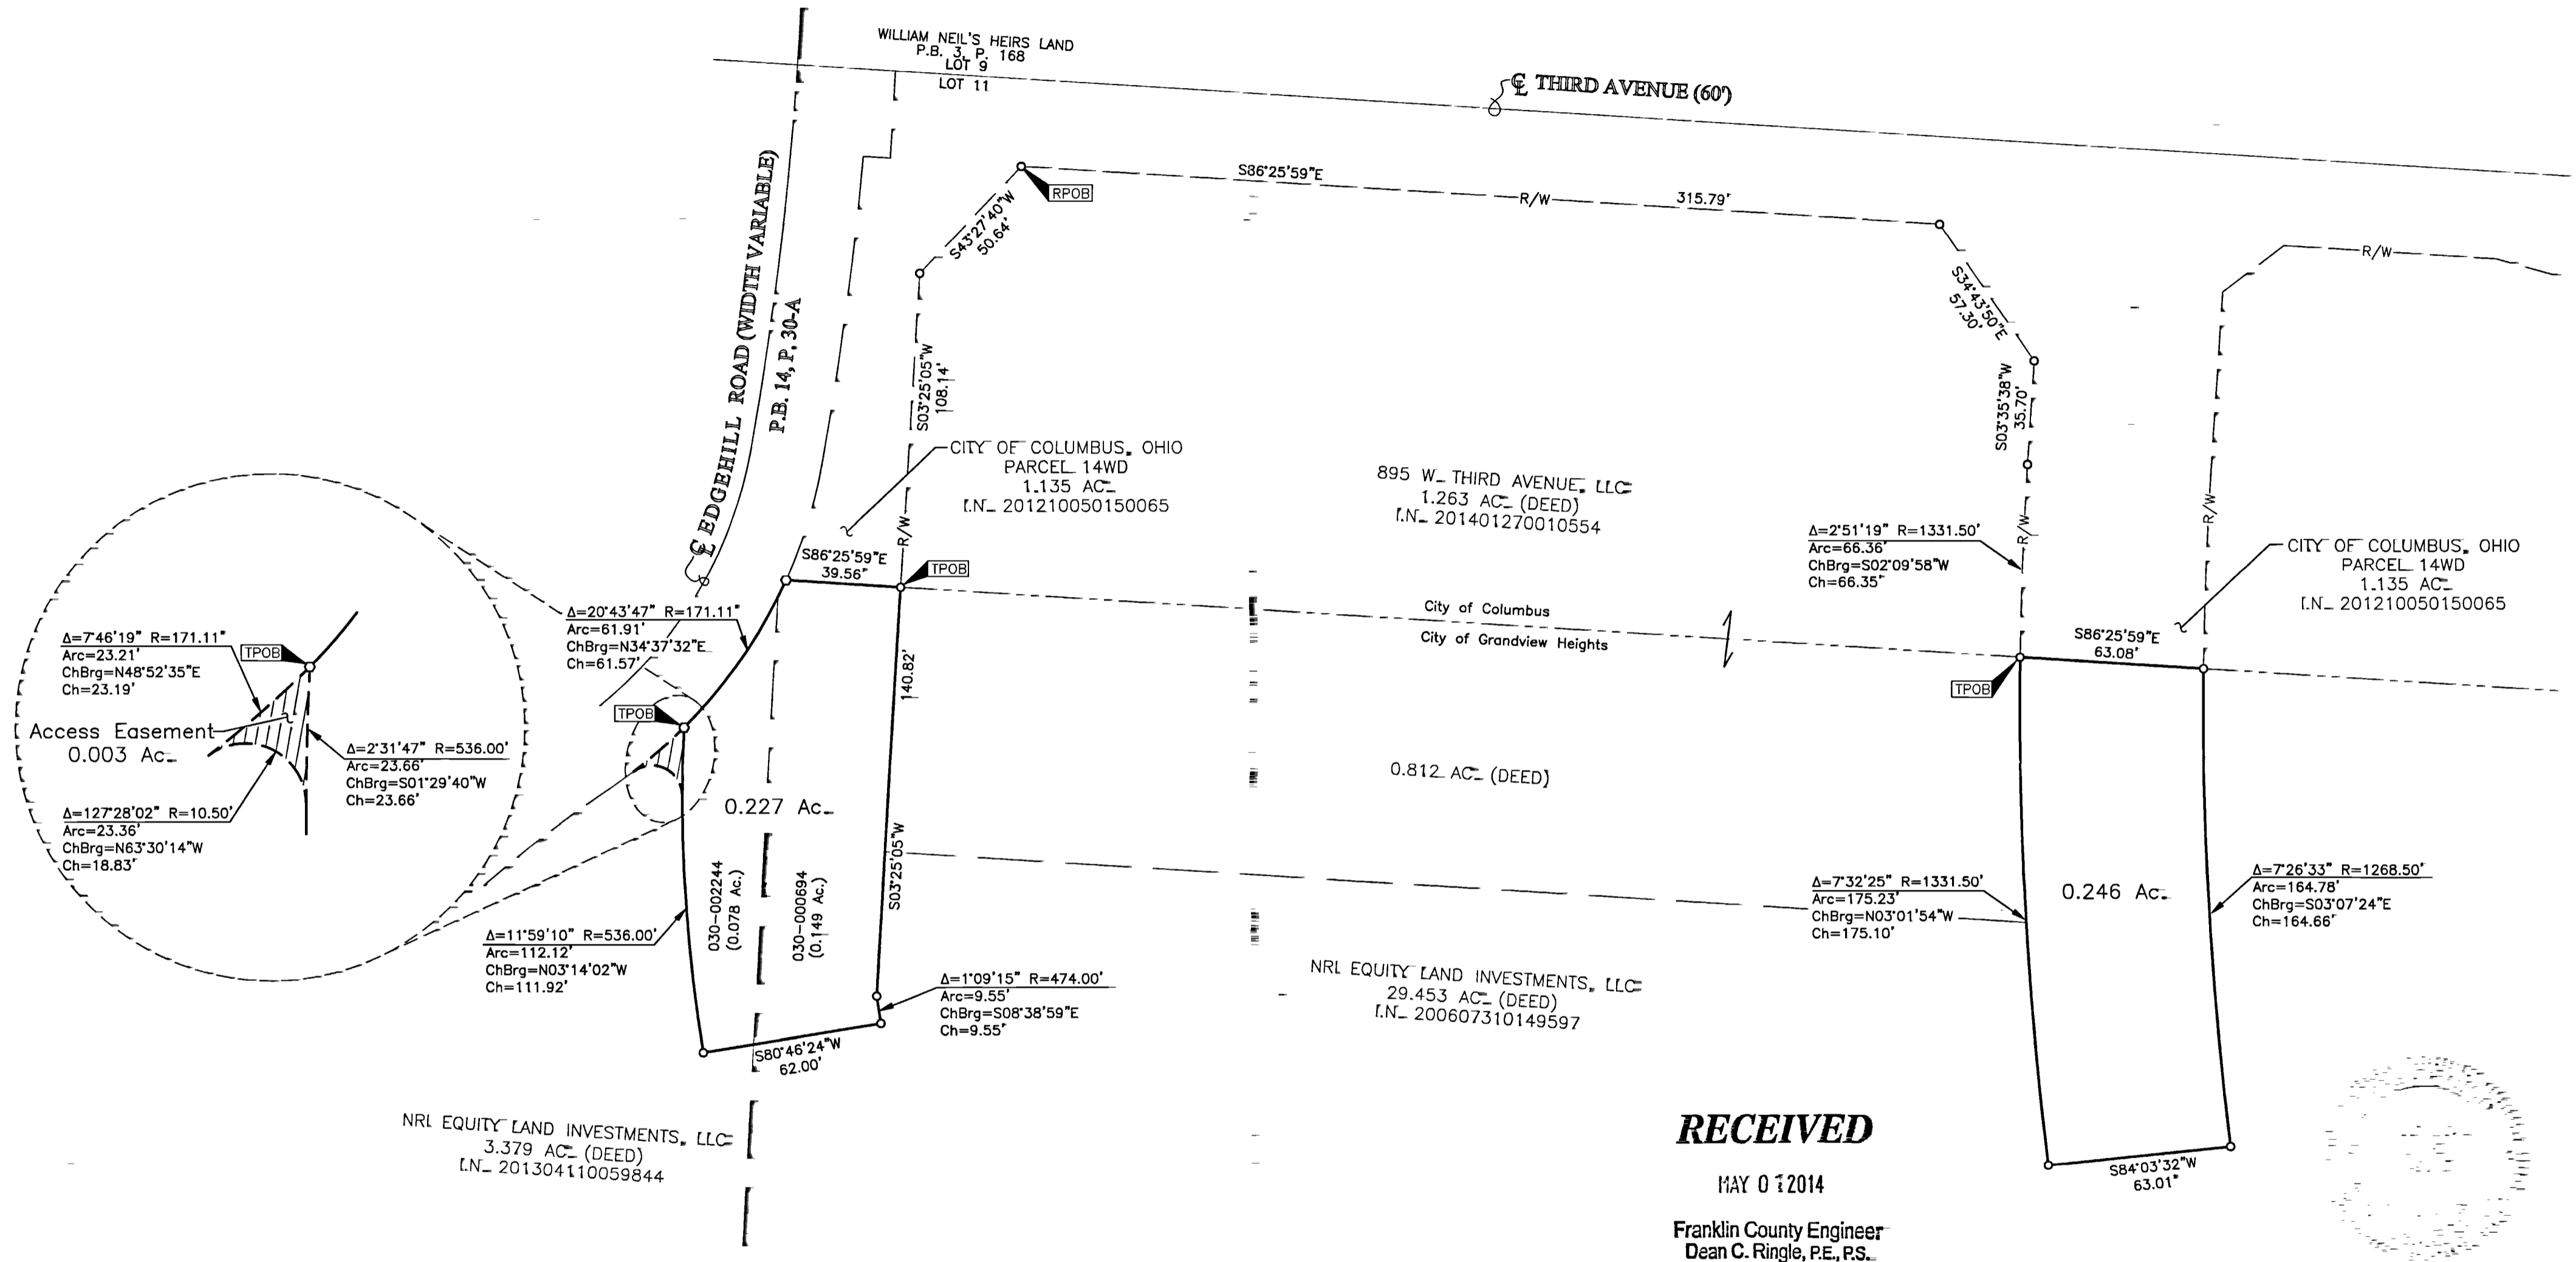 WILLIAM NEIL'S HEIRS LAND
P.B. 3, P. 168
LOT 9
LOT 11
℄ THIRD AVENUE (60')
℄ EDGEHILL ROAD (WIDTH VARIABLE)
P.B. 14, P. 30-A
RPOB
S86°25'59"E
R/W
315.79'
S43°27'40"W
50.64'
S34°43'50"E
57.30'
R/W
S03°25'05"W
108.14'
S03°35'38"W
35.70'
CITY OF COLUMBUS, OHIO
PARCEL 14WD
1.135 AC.
I.N. 201210050150065
R/W
895 W. THIRD AVENUE, LLC
1.263 AC. (DEED)
I.N. 201401270010554
Δ=2°51'19" R=1331.50'
Arc=66.36'
ChBrg=S02°09'58"W
Ch=66.35'
R/W
R/W
CITY OF COLUMBUS, OHIO
PARCEL 14WD
1.135 AC.
I.N. 201210050150065
S86°25'59"E
39.56'
TPOB
Δ=20°43'47" R=171.11'
Arc=61.91'
ChBrg=N34°37'32"E
Ch=61.57'
City of Columbus
City of Grandview Heights
S86°25'59"E
63.08'
TPOB
Δ=7°46'19" R=171.11'
Arc=23.21'
ChBrg=N48°52'35"E
Ch=23.19'
TPOB
Access Easement
0.003 Ac.
Δ=2°31'47" R=536.00'
Arc=23.66'
ChBrg=S01°29'40"W
Ch=23.66'
Δ=127°28'02" R=10.50'
Arc=23.36'
ChBrg=N63°30'14"W
Ch=18.83'
TPOB
140.82'
S03°25'05"W
0.227 Ac.
0.812 AC. (DEED)
030-002244
(0.078 Ac.)
030-000694
(0.149 Ac.)
Δ=11°59'10" R=536.00'
Arc=112.12'
ChBrg=N03°14'02"W
Ch=111.92'
Δ=1°09'15" R=474.00'
Arc=9.55'
ChBrg=S08°38'59"E
Ch=9.55'
S80°46'24"W
62.00'
Δ=7°32'25" R=1331.50'
Arc=175.23'
ChBrg=N03°01'54"W
Ch=175.10'
0.246 Ac.
Δ=7°26'33" R=1268.50'
Arc=164.78'
ChBrg=S03°07'24"E
Ch=164.66'
NRI EQUITY LAND INVESTMENTS, LLC
29.453 AC. (DEED)
I.N. 200607310149597
NRI EQUITY LAND INVESTMENTS, LLC
3.379 AC. (DEED)
I.N. 201304110059844
S84°03'32"W
63.01'
RECEIVED
MAY 2014
Franklin County Engineer
Dean C. Ringle, P.E., P.S.